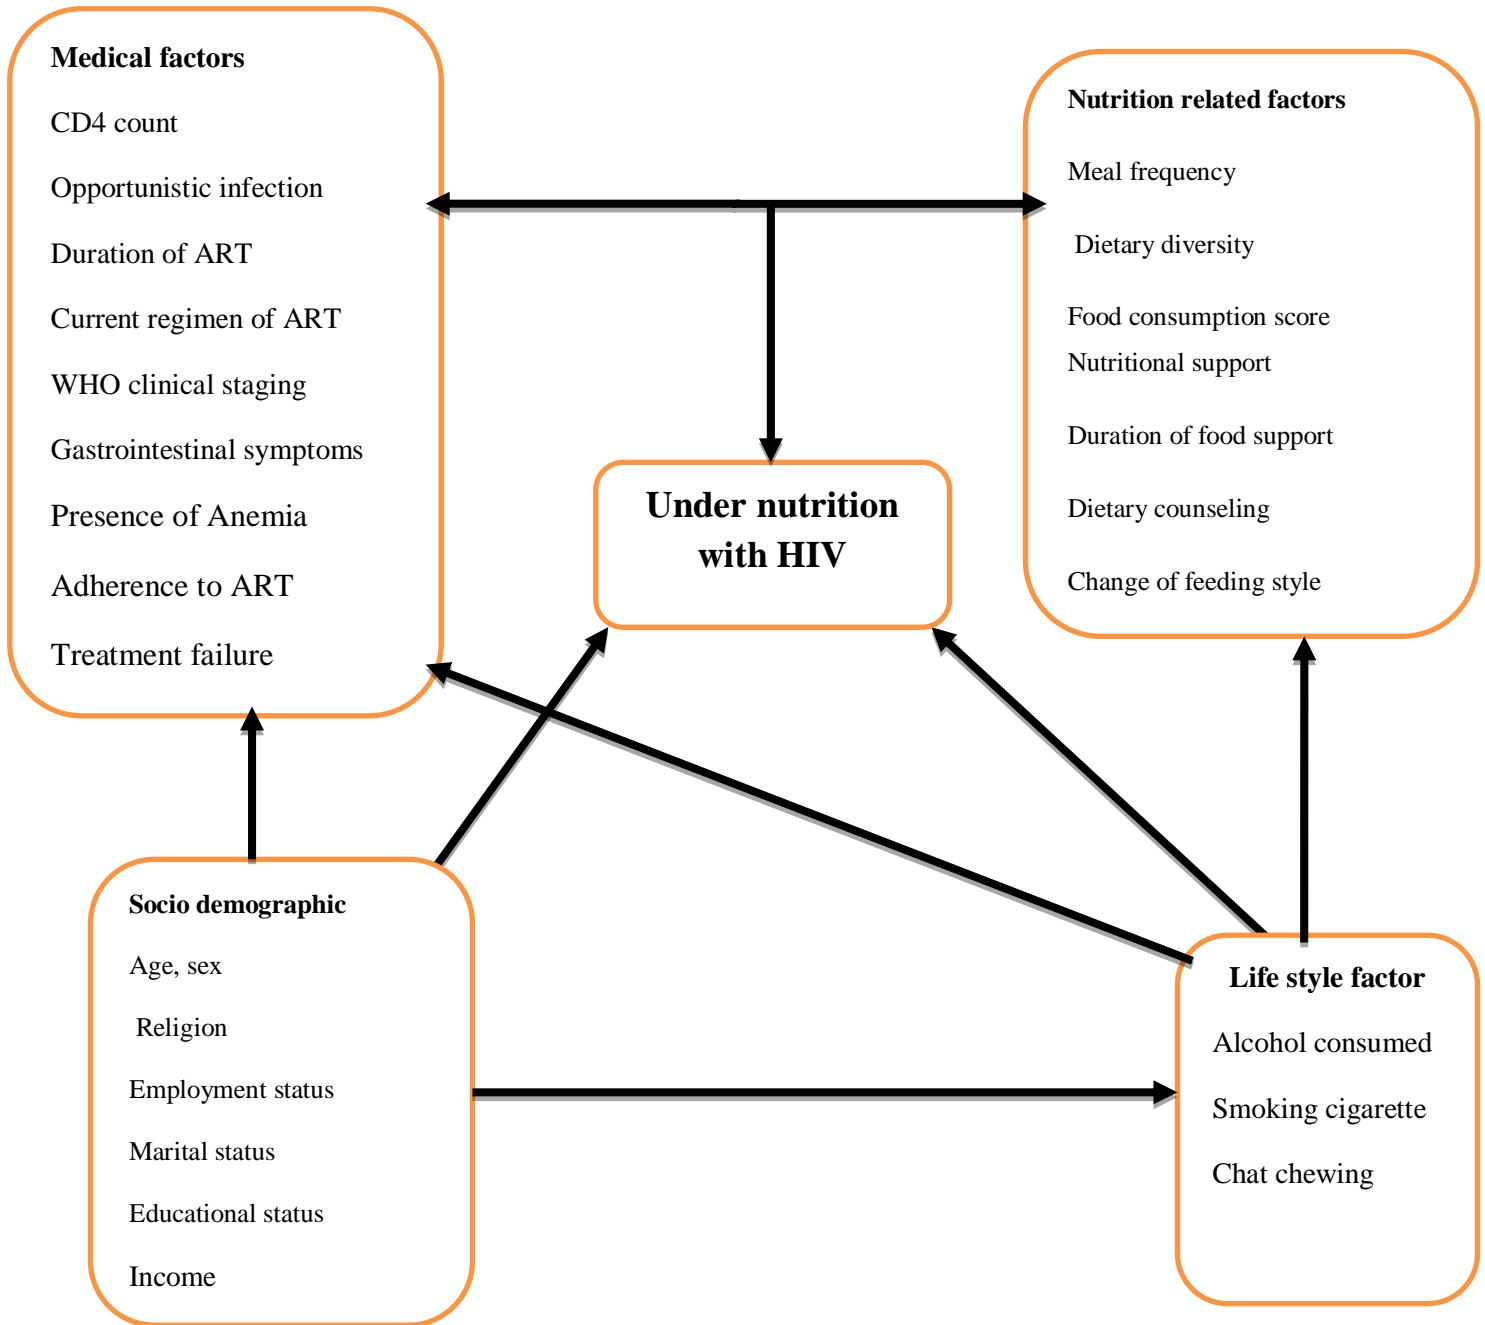 Medical factors
CD4 count
Opportunistic infection
Duration of ART
Current regimen of ART
WHO clinical staging
Gastrointestinal symptoms
Presence of Anemia
Adherence to ART
Treatment failure
Nutrition related factors
Meal frequency
Dietary diversity
Food consumption score
Nutritional support
Duration of food support
Dietary counseling
Change of feeding style
Under nutrition
with HIV
Socio demographic
Age, sex
Religion
Employment status
Marital status
Educational status
Income
Life style factor
Alcohol consumed
Smoking cigarette
Chat chewing